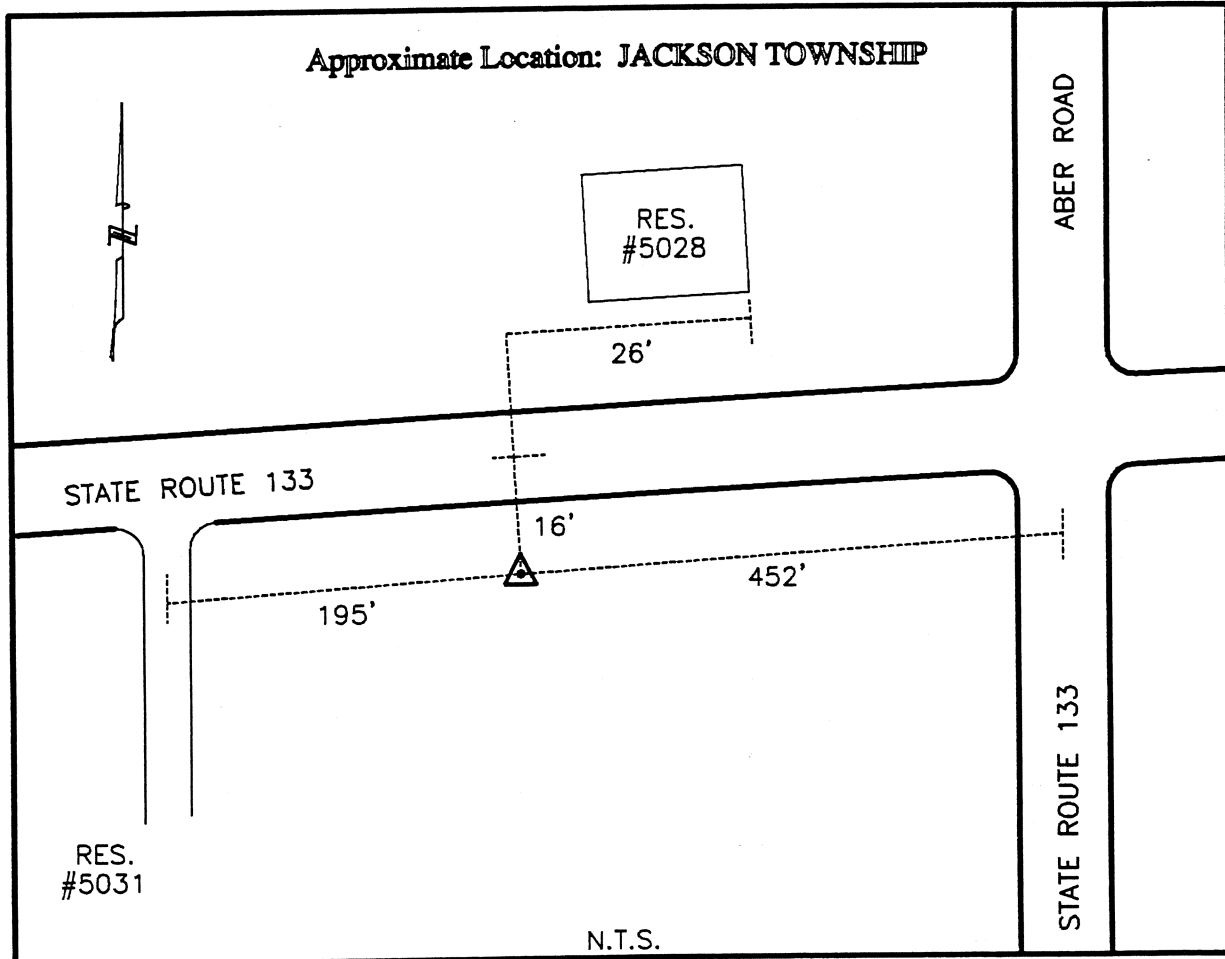 Approximate Location: JACKSON TOWNSHIP
ABER ROAD
N
RES.
#5028
26'
STATE ROUTE 133
16'
452'
195'
STATE ROUTE 133
RES.
#5031
N.T.S.